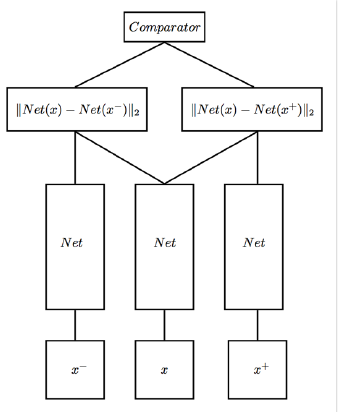 Comparator
‖Net(x) − Net(x⁻)‖₂ ‖Net(x) − Net(x⁺)‖₂
Net Net Net
x⁻ x x⁺